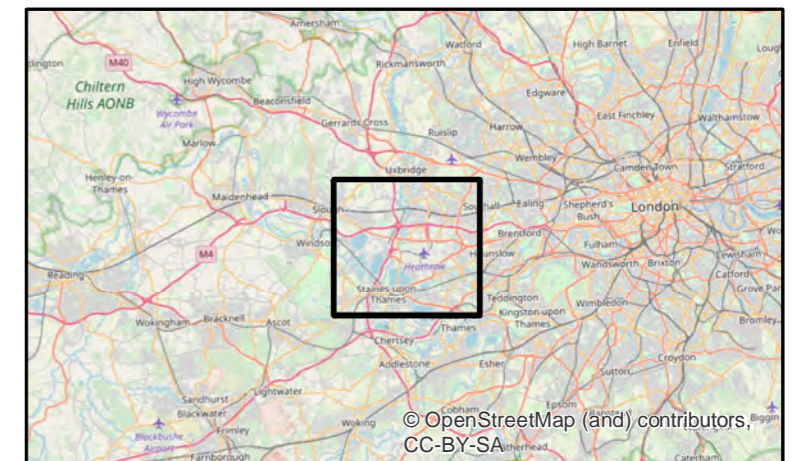 Amersham
Watford
High Barnet
Enfield
Rickmansworth
M40
High Wycombe
Chiltern
Hills AONB
Beaconsfield
Edgware
Wycombe
Air Park
Gerrards Cross
East Finchley
Walthamstow
Ruislip
Harrow
Marlow
Wembley
Camden Town
Stratford
Uxbridge
Henley-on-
Thames
Maidenhead
Slough
Ealing
Shepherd's
Bush
London
Brentford
M4
Heathrow
Hounslow
Fulham
Wandsworth
Brixton
Lewisham
Catford
Reading
Staines-upon-
Thames
Teddington
Wimbledon
Kingston upon
Thames
Wokingham
Bracknell
Ascot
Thames
Bromley
Chertsey
Addlestone
Esher
Croydon
Sutton
Sandhurst
Lightwater
Blackwater
Cobham
Epsom
Banstead
Biggin
Frimley
Woking
Blackbushe
Airport
Farnborough
Caterham
© OpenStreetMap (and) contributors,
CC-BY-SA